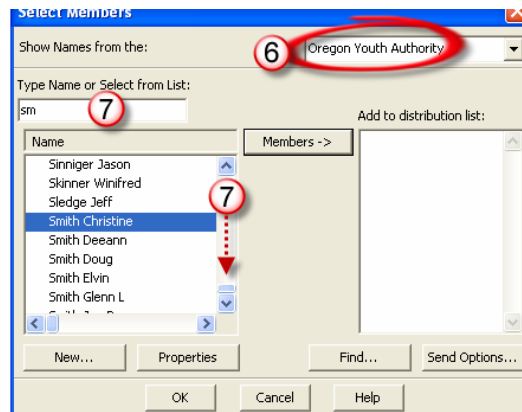 Select Members
Show Names from the:
6
Oregon Youth Authority
Type Name or Select from List:
sm
7
Add to distribution list:
Name
Members ->
Sinniger Jason
Skinner Winifred
Sledge Jeff
7
Smith Christine
Smith Deeann
Smith Doug
Smith Elvin
Smith Glenn L
New...
Properties
Find...
Send Options...
OK
Cancel
Help